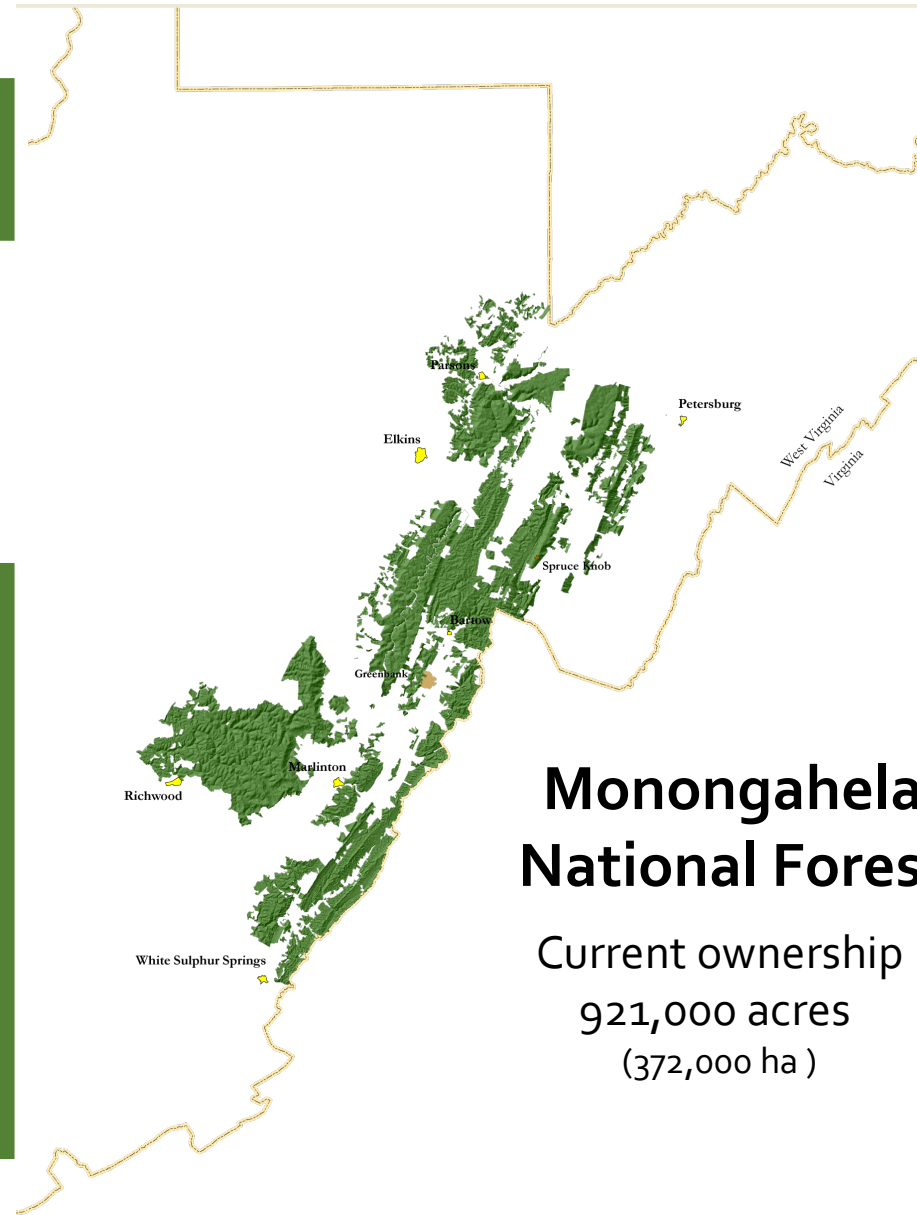 Parsons
Petersburg
Elkins
West Virginia
Virginia
Spruce Knob
Bartow
Greenbank
Marlinton
Richwood
Monongahela
National Fores
Current ownership
921,000 acres
(372,000 ha )
White Sulphur Springs